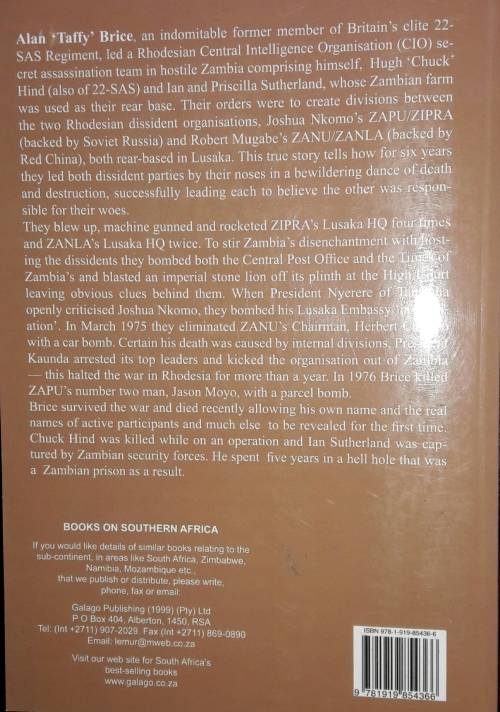 Alan ‘Taffy’ Brice, an indomitable former member of Britain’s elite 22-
SAS Regiment, led a Rhodesian Central Intelligence Organisation (CIO) se-
cret assassination team in hostile Zambia comprising himself, Hugh ‘Chuck’
Hind (also of 22-SAS) and Ian and Priscilla Sutherland, whose Zambian farm
was used as their rear base. Their orders were to create divisions between
the two Rhodesian dissident organisations, Joshua Nkomo’s ZAPU/ZIPRA
(backed by Soviet Russia) and Robert Mugabe’s ZANU/ZANLA (backed by
Red China), both rear-based in Lusaka. This true story tells how for six years
they led both dissident parties by their noses in a bewildering dance of death
and destruction, successfully leading each to believe the other was respon-
sible for their woes.
They blew up, machine gunned and rocketed ZIPRA’s Lusaka HQ four times
and ZANLA’s Lusaka HQ twice. To stir Zambia’s disenchantment with host-
ing the dissidents they bombed both the Central Post Office and the Times of
Zambia’s and blasted an imperial stone lion off its plinth at the High Court
leaving obvious clues behind them. When President Nyerere of
openly criticised Joshua Nkomo, they bombed his Lusaka Embassy
ation’. In March 1975 they eliminated ZANU’s Chairman, Herbert
with a car bomb. Certain his death was caused by internal divisions, President
Kaunda arrested its top leaders and kicked the organisation out of Zambia
— this halted the war in Rhodesia for more than a year. In 1976 Brice killed
ZAPU’s number two man, Jason Moyo, with a parcel bomb.
Brice survived the war and died recently allowing his own name and the real
names of active participants and much else to be revealed for the first time.
Chuck Hind was killed while on an operation and Ian Sutherland was cap-
tured by Zambian security forces. He spent five years in a hell hole that was
a Zambian prison as a result.
BOOKS ON SOUTHERN AFRICA
If you would like details of similar books relating to the
sub-continent, in areas like South Africa, Zimbabwe,
Namibia, Mozambique etc.,
that we publish or distribute, please write,
phone, fax or email:
Galago Publishing (1999) (Pty) Ltd
P O Box 404, Alberton, 1450, RSA
Tel: (Int +2711) 907-2029. Fax (Int +2711) 869-0890
Email: lemur@mweb.co.za
Visit our web site for South Africa’s
best-selling books
www.galago.co.za
ISBN 978-1-919-85436-6
9 781919 854366